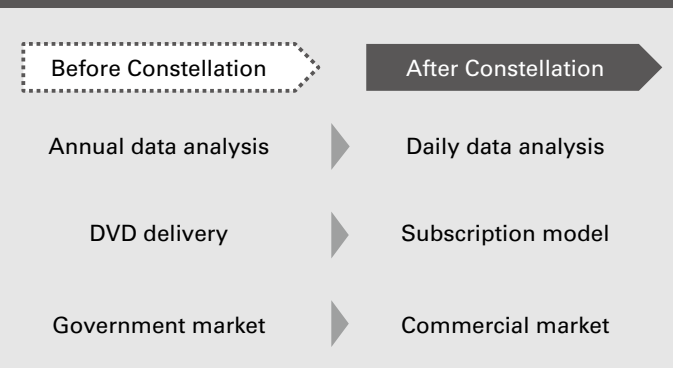 Before Constellation
After Constellation
Annual data analysis
Daily data analysis
DVD delivery
Subscription model
Government market
Commercial market